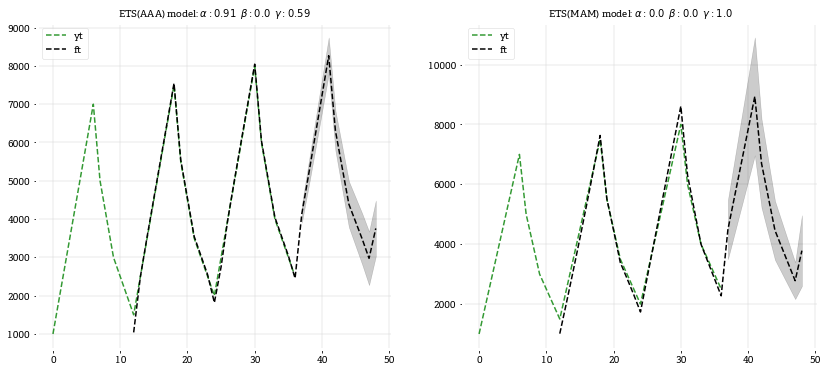 ETS(AAA) model: α : 0.91 β : 0.0 γ : 0.59
yt
ft
9000
8000
7000
6000
5000
4000
3000
2000
1000
0 10 20 30 40 50
ETS(MAM) model: α : 0.0 β : 0.0 γ : 1.0
yt
ft
10000
8000
6000
4000
2000
0 10 20 30 40 50